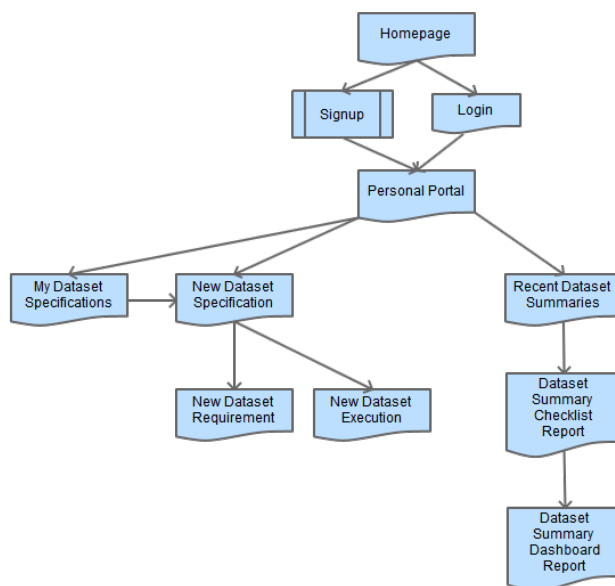 Homepage
Signup
Login
Personal Portal
My Dataset
Specifications
New Dataset
Specification
Recent Dataset
Summaries
New Dataset
Requirement
New Dataset
Execution
Dataset
Summary
Checklist
Report
Dataset
Summary
Dashboard
Report